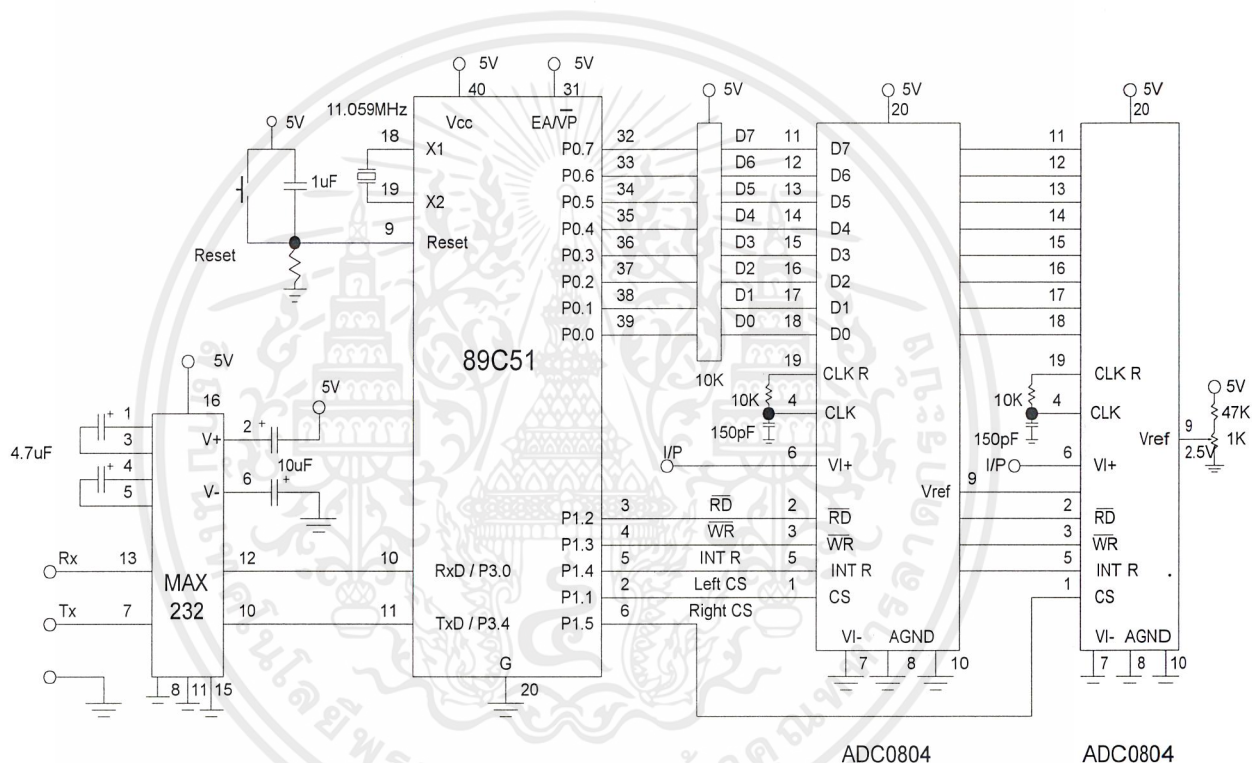 5V
40
5V
31
5V
5V
20
5V
20
11.059MHz
5V
18
19
9
1uF
Reset
Vcc
EA/VP
X1
X2
Reset
89C51
P0.7
P0.6
P0.5
P0.4
P0.3
P0.2
P0.1
P0.0
32
33
34
35
36
37
38
39
D7 11
D6 12
D5 13
D4 14
D3 15
D2 16
D1 17
D0 18
10K
D7
D6
D5
D4
D3
D2
D1
D0
11
12
13
14
15
16
17
18
19
CLK R
10K
4
CLK
150pF
I/P
6
VI+
9
Vref
19
CLK R
10K
4
CLK
150pF
I/P
6
VI+
Vref
9
2.5V
5V
47K
1K
5V
16
1
3
4
5
4.7uF
V+
2
+
5V
10uF
V-
6
+
+
+
Rx
13
Tx
7
MAX
232
12
10
10
11
RxD / P3.0
TxD / P3.4
8
11
15
G
20
P1.2
P1.3
P1.4
P1.1
P1.5
3 RD 2
4 WR 3
5 INT R 5
2 Left CS 1
6 Right CS
RD
WR
INT R
CS
VI- AGND
7
8
10
2 RD
3 WR
5 INT R
1 CS
VI- AGND
7
8
10
ADC0804
ADC0804